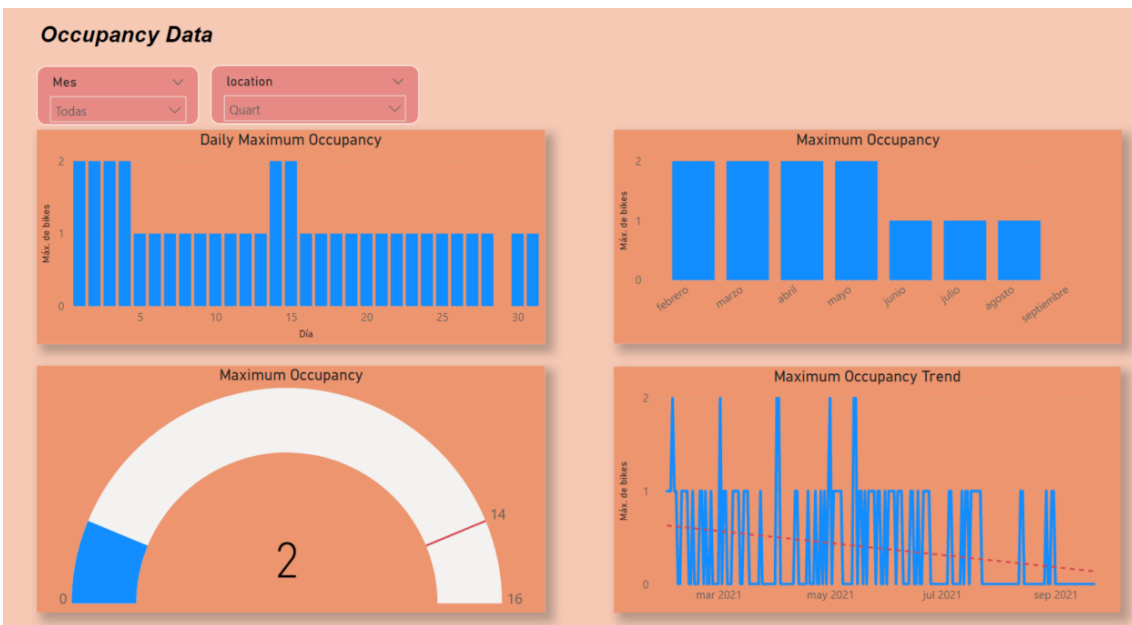 Occupancy Data
Mes
location
Todas
Quart
Daily Maximum Occupancy
Máx. de bikes
2
1
0
5 10 15 20 25 30
Día
Maximum Occupancy
Máx. de bikes
2
1
0
febrero marzo abril mayo junio julio agosto septiembre
Maximum Occupancy
14
2
0
16
Maximum Occupancy Trend
Máx. de bikes
2
1
0
mar 2021 may 2021 jul 2021 sep 2021